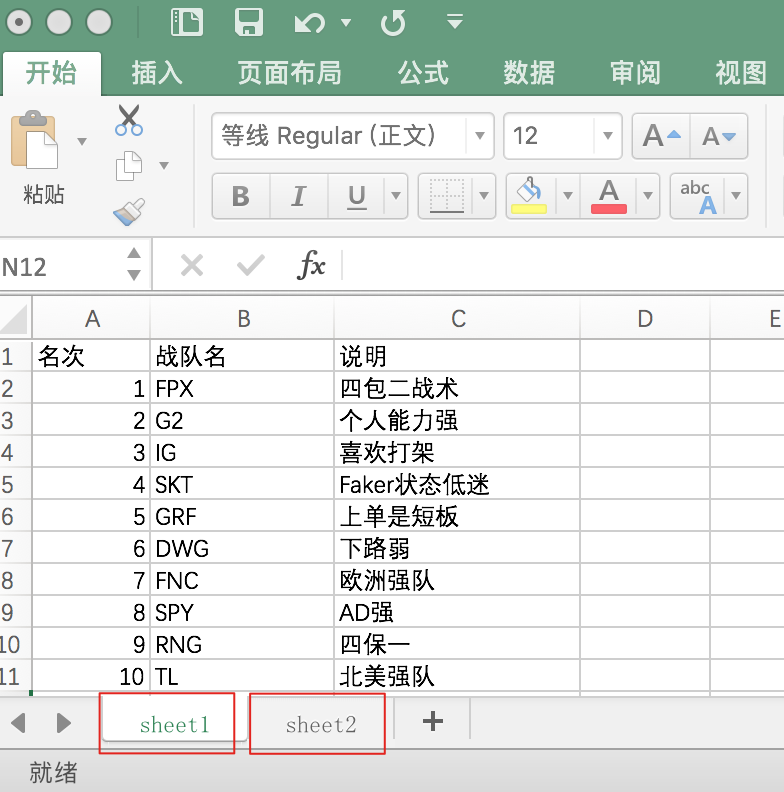 开始 插入 页面布局 公式 数据 审阅 视图
等线 Regular (正文) 12 A A
粘贴 B I U A abc A
N12 fx
A B C D E
1 名次 战队名 说明
2 1 FPX 四包二战术
3 2 G2 个人能力强
4 3 IG 喜欢打架
5 4 SKT Faker状态低迷
6 5 GRF 上单是短板
7 6 DWG 下路弱
8 7 FNC 欧洲强队
9 8 SPY AD强
10 9 RNG 四保一
11 10 TL 北美强队
sheet1 sheet2 +
就绪